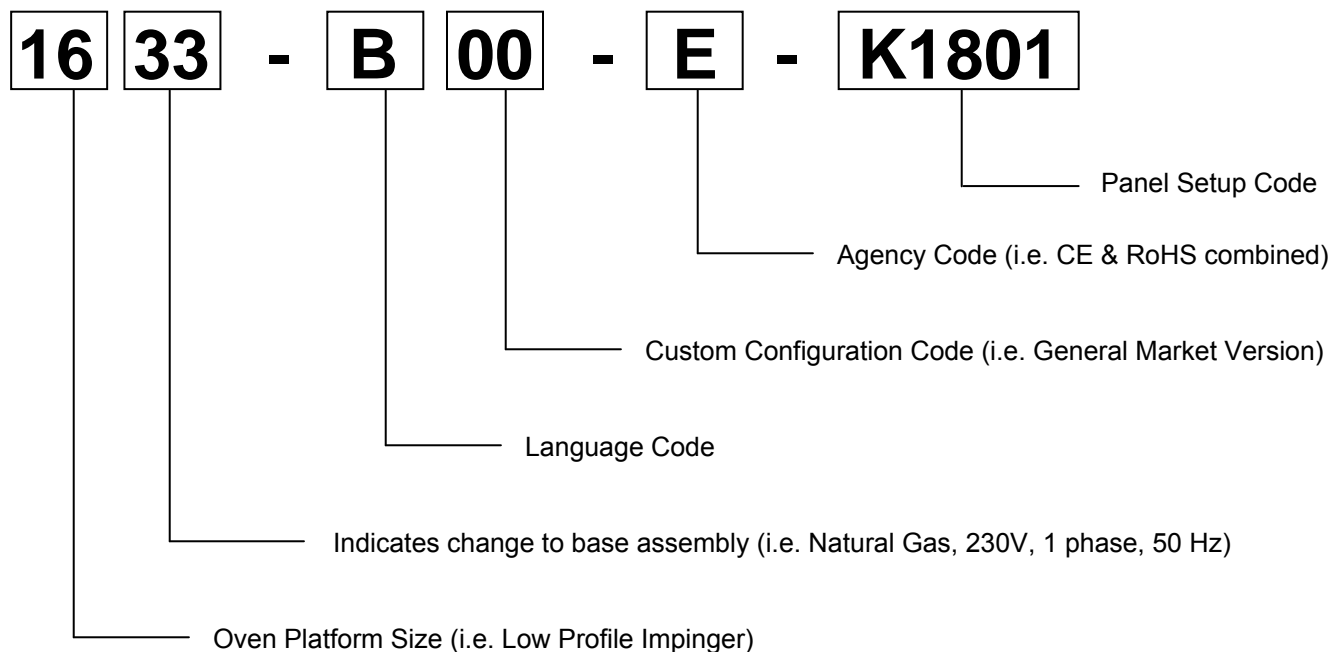 16 33 - B 00 - E - K1801
Panel Setup Code
Agency Code (i.e. CE & RoHS combined)
Custom Configuration Code (i.e. General Market Version)
Language Code
Indicates change to base assembly (i.e. Natural Gas, 230V, 1 phase, 50 Hz)
Oven Platform Size (i.e. Low Profile Impinger)